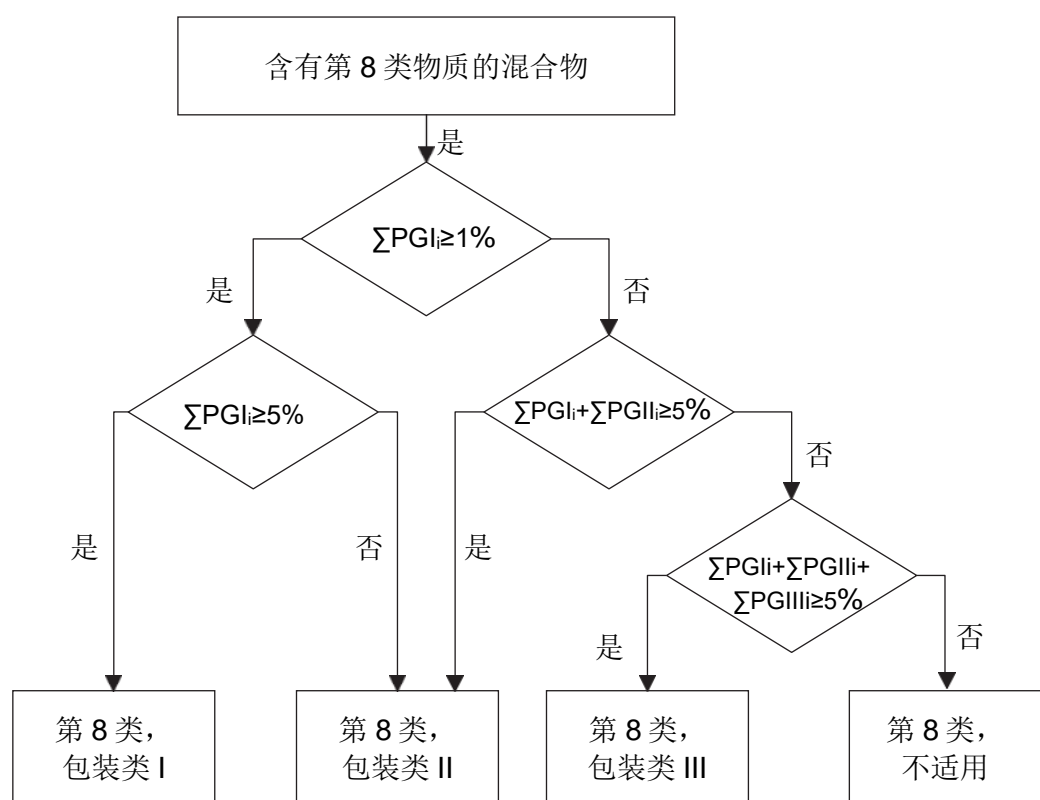 含有第 8 类物质的混合物
是
∑PGIᵢ≥1%
是
否
∑PGIᵢ≥5%
∑PGIᵢ+∑PGIIᵢ≥5%
否
是
否
是
∑PGIi+∑PGIIi+
∑PGIIIi≥5%
是
否
第 8 类，
包装类 I
第 8 类，
包装类 II
第 8 类，
包装类 III
第 8 类，
不适用